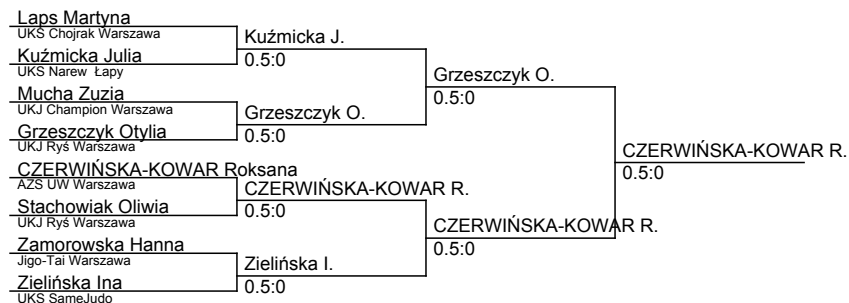 Laps Martyna
UKS Chojrak Warszawa
Kuźmicka Julia
UKS Narew Łapy
Mucha Zuzia
UKJ Champion Warszawa
Grzeszczyk Otylia
UKJ Ryś Warszawa
CZERWIŃSKA-KOWAR Roksana
AZS UW Warszawa
Stachowiak Oliwia
UKJ Ryś Warszawa
Zamorowska Hanna
Jigo-Tai Warszawa
Zielińska Ina
UKS SameJudo
Kuźmicka J.
0.5:0
Grzeszczyk O.
0.5:0
CZERWIŃSKA-KOWAR R.
0.5:0
Zielińska I.
0.5:0
Grzeszczyk O.
0.5:0
CZERWIŃSKA-KOWAR R.
0.5:0
CZERWIŃSKA-KOWAR R.
0.5:0